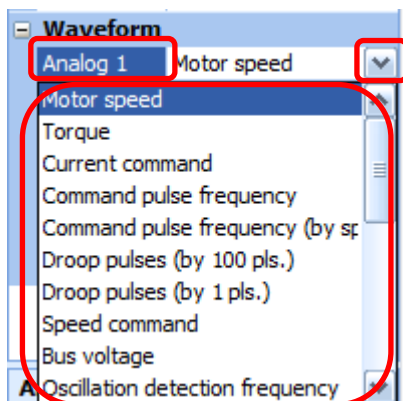 Waveform
Analog 1 Motor speed
Motor speed
Torque
Current command
Command pulse frequency
Command pulse frequency (by sp
Droop pulses (by 100 pls.)
Droop pulses (by 1 pls.)
Speed command
Bus voltage
A Oscillation detection frequency